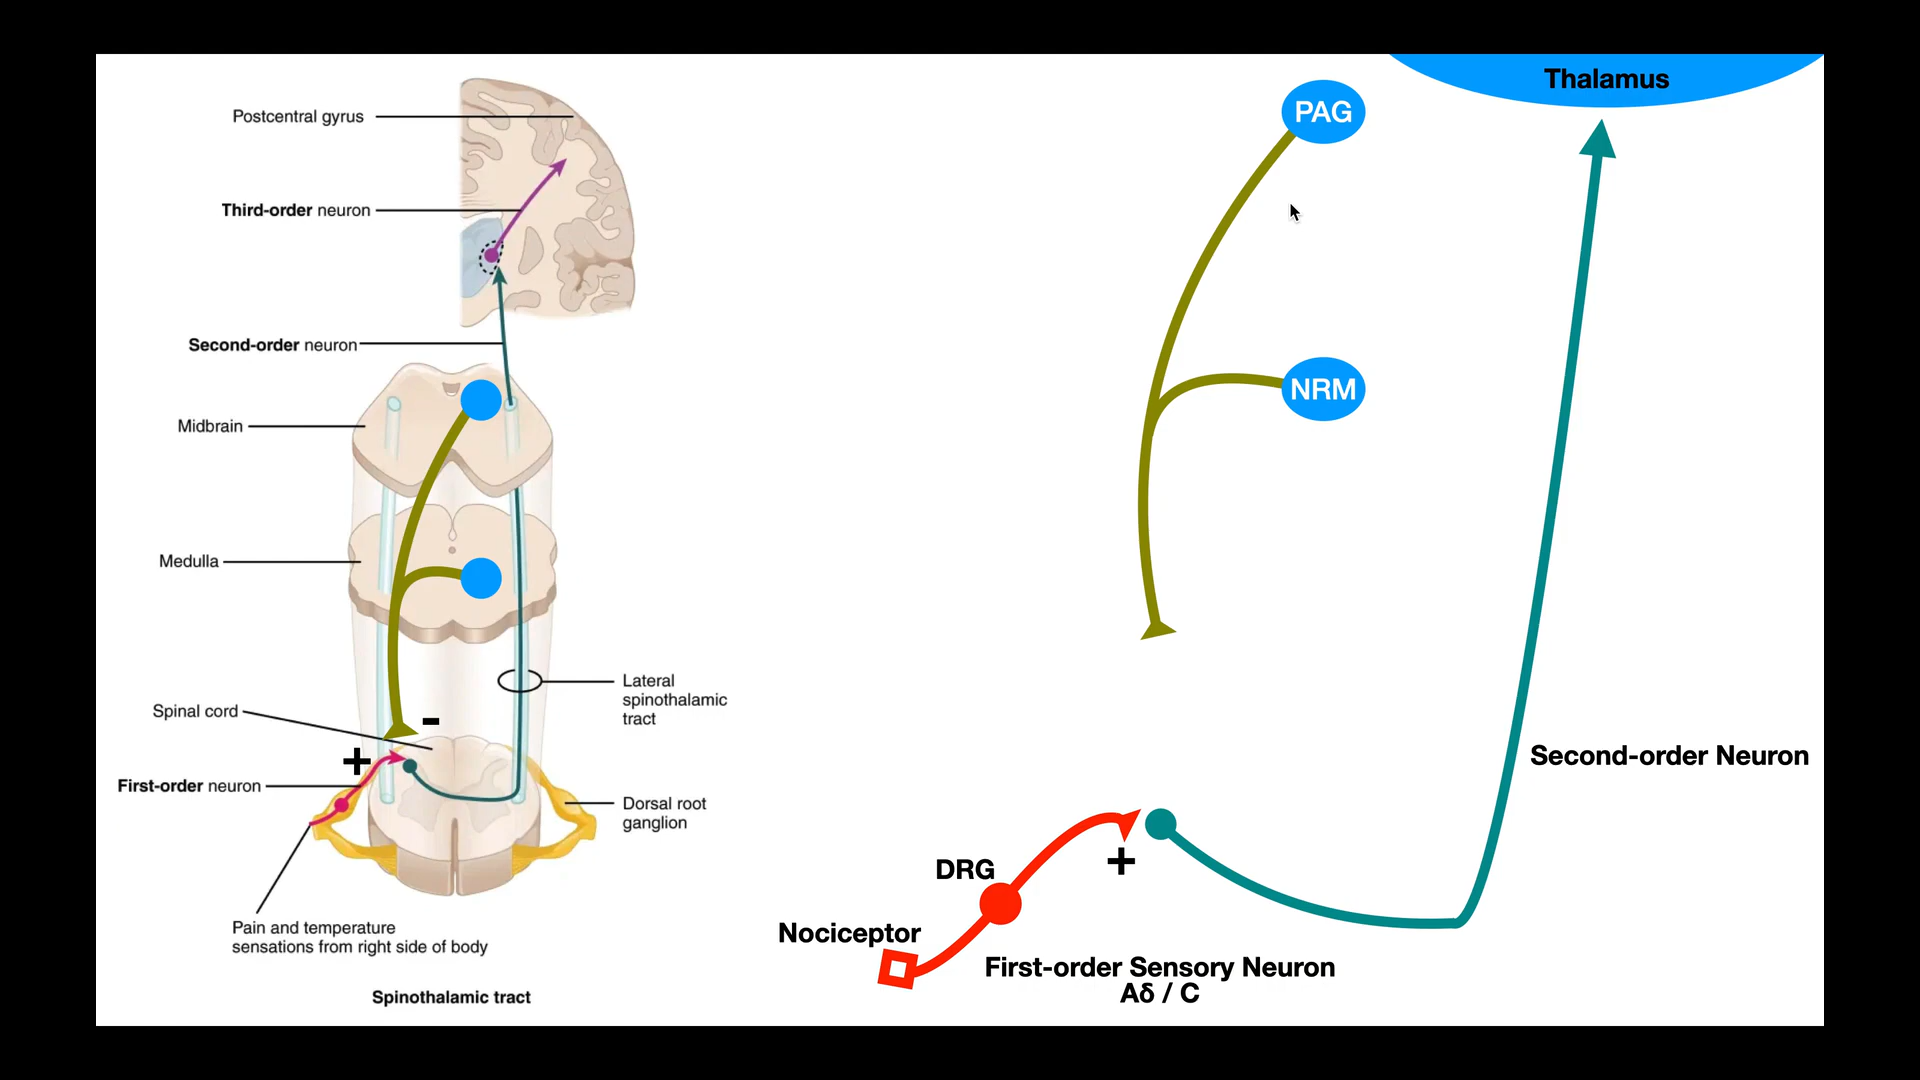 Postcentral gyrus
Third-order neuron
Second-order neuron
Midbrain
Medulla
Lateral
spinothalamic
tract
Spinal cord
-
+
First-order neuron
Dorsal root
ganglion
Pain and temperature
sensations from right side of body
Spinothalamic tract
Thalamus
PAG
NRM
Second-order Neuron
DRG
+
Nociceptor
First-order Sensory Neuron
Aδ / C